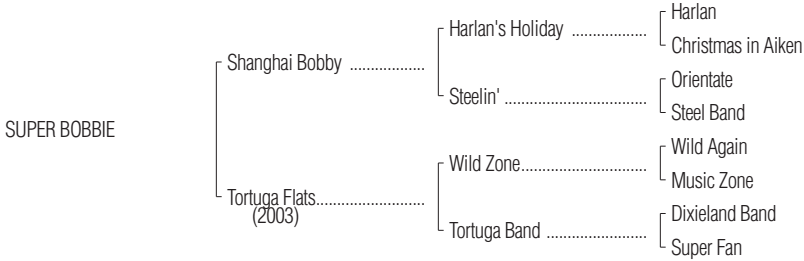 Harlan
Harlan's Holiday ..................
Christmas in Aiken
Shanghai Bobby ..................
Orientate
Steelin' ..................................
Steel Band
SUPER BOBBIE
Wild Again
Wild Zone..............................
Music Zone
Tortuga Flats..........................
(2003)
Dixieland Band
Tortuga Band ........................
Super Fan